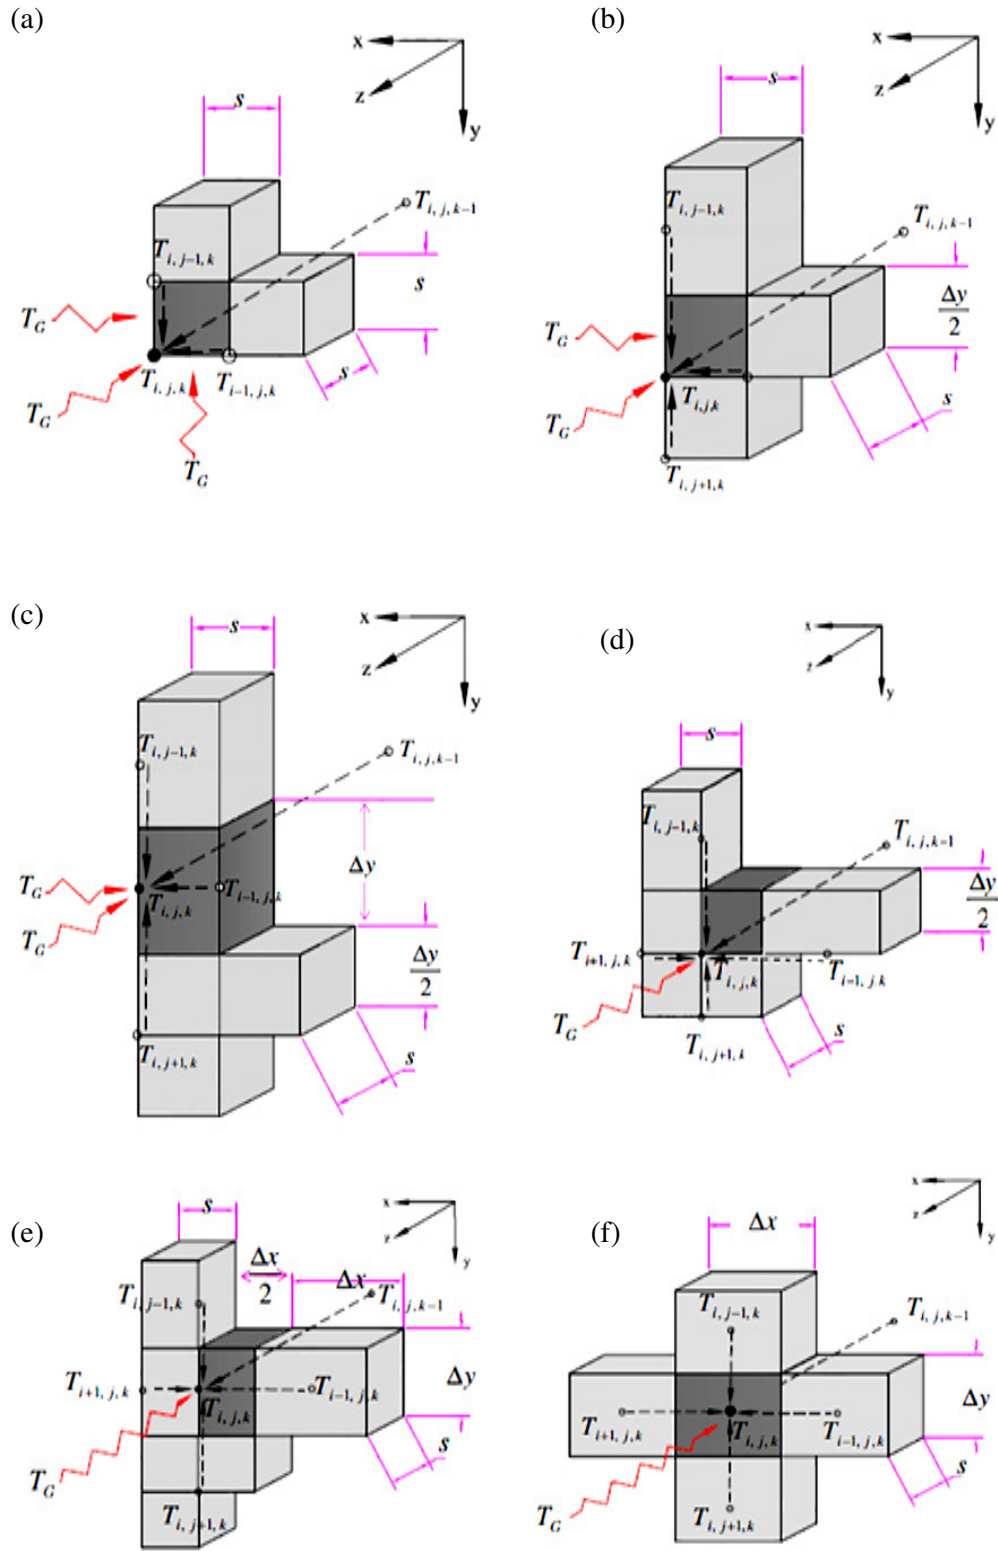 (a)
x
z
y
s
T_{i, j, k-1}
T_{i, j-1, k}
s
T_G
s
T_{i, j, k}
T_{i-1, j, k}
T_G
T_G
(b)
x
z
y
s
T_{i, j-1, k}
T_{i, j, k-1}
Δy/2
T_G
T_{i, j, k}
T_G
s
T_{i, j+1, k}
(c)
x
z
y
s
T_{i, j-1, k}
T_{i, j, k-1}
Δy
T_G
T_{i-1, j, k}
T_{i, j, k}
T_G
Δy/2
T_{i, j+1, k}
s
(d)
x
z
y
s
T_{i, j-1, k}
T_{i, j, k-1}
Δy/2
T_{i+1, j, k}
T_{i, j, k}
T_{i-1, j, k}
T_G
s
T_{i, j+1, k}
(e)
x
z
y
s
Δx/2
Δx
T_{i, j-1, k}
T_{i, j, k-1}
T_{i+1, j, k}
T_{i, j, k}
T_{i-1, j, k}
Δy
T_G
s
T_{i, j+1, k}
(f)
x
z
y
Δx
T_{i, j-1, k}
T_{i, j, k-1}
Δy
T_{i+1, j, k}
T_{i, j, k}
T_{i-1, j, k}
s
T_G
T_{i, j+1, k}